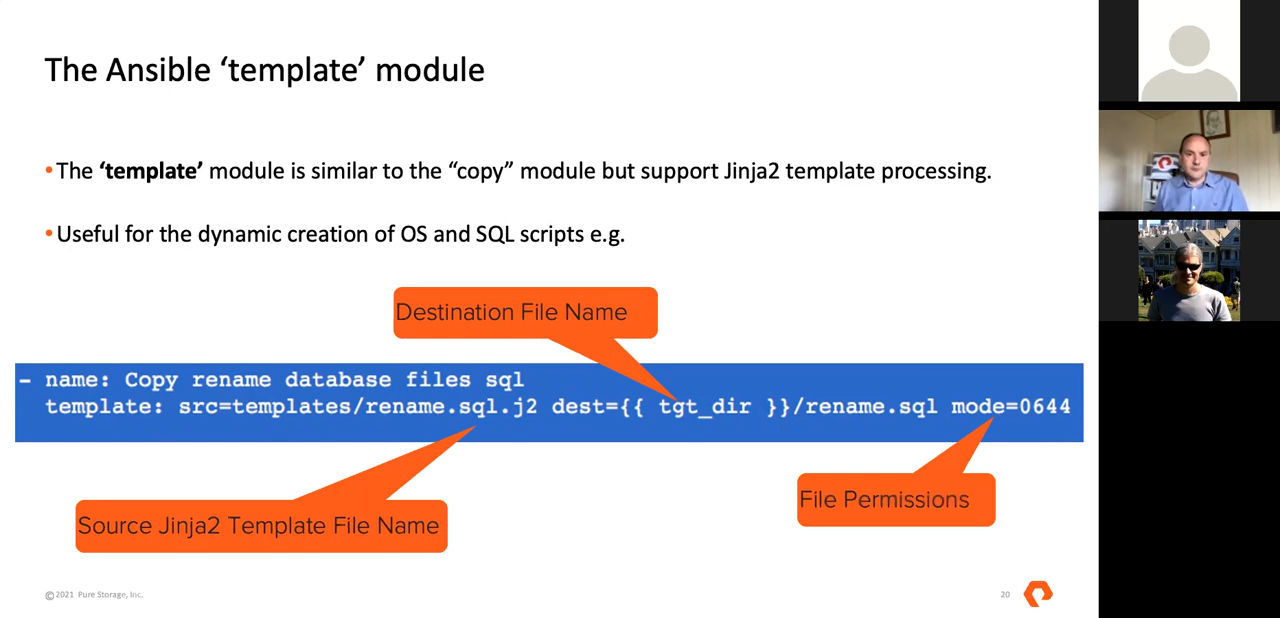 The Ansible ‘template’ module
•The ‘template’ module is similar to the “copy” module but support Jinja2 template processing.
•Useful for the dynamic creation of OS and SQL scripts e.g.
Destination File Name
- name: Copy rename database files sql
template: src=templates/rename.sql.j2 dest={{ tgt_dir }}/rename.sql mode=0644
Source Jinja2 Template File Name
File Permissions
©2021 Pure Storage, Inc.
20